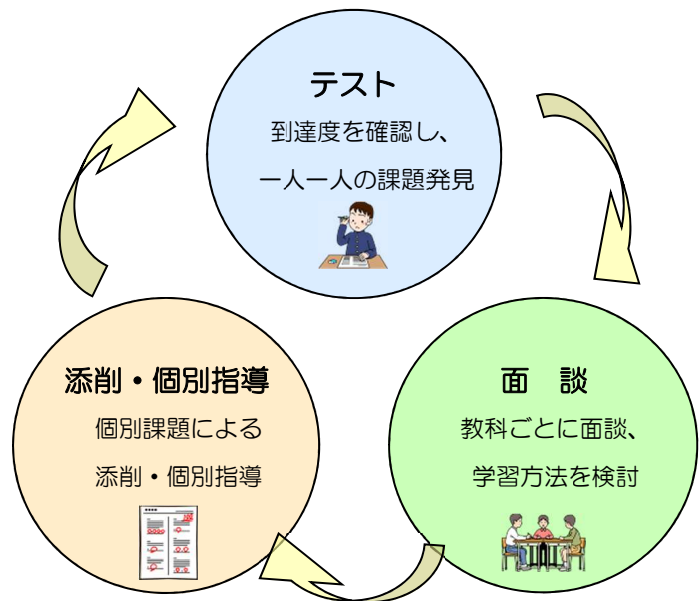 テスト
到達度を確認し、
一人一人の課題発見
面　談
教科ごとに面談、
学習方法を検討
添削・個別指導
個別課題による
添削・個別指導